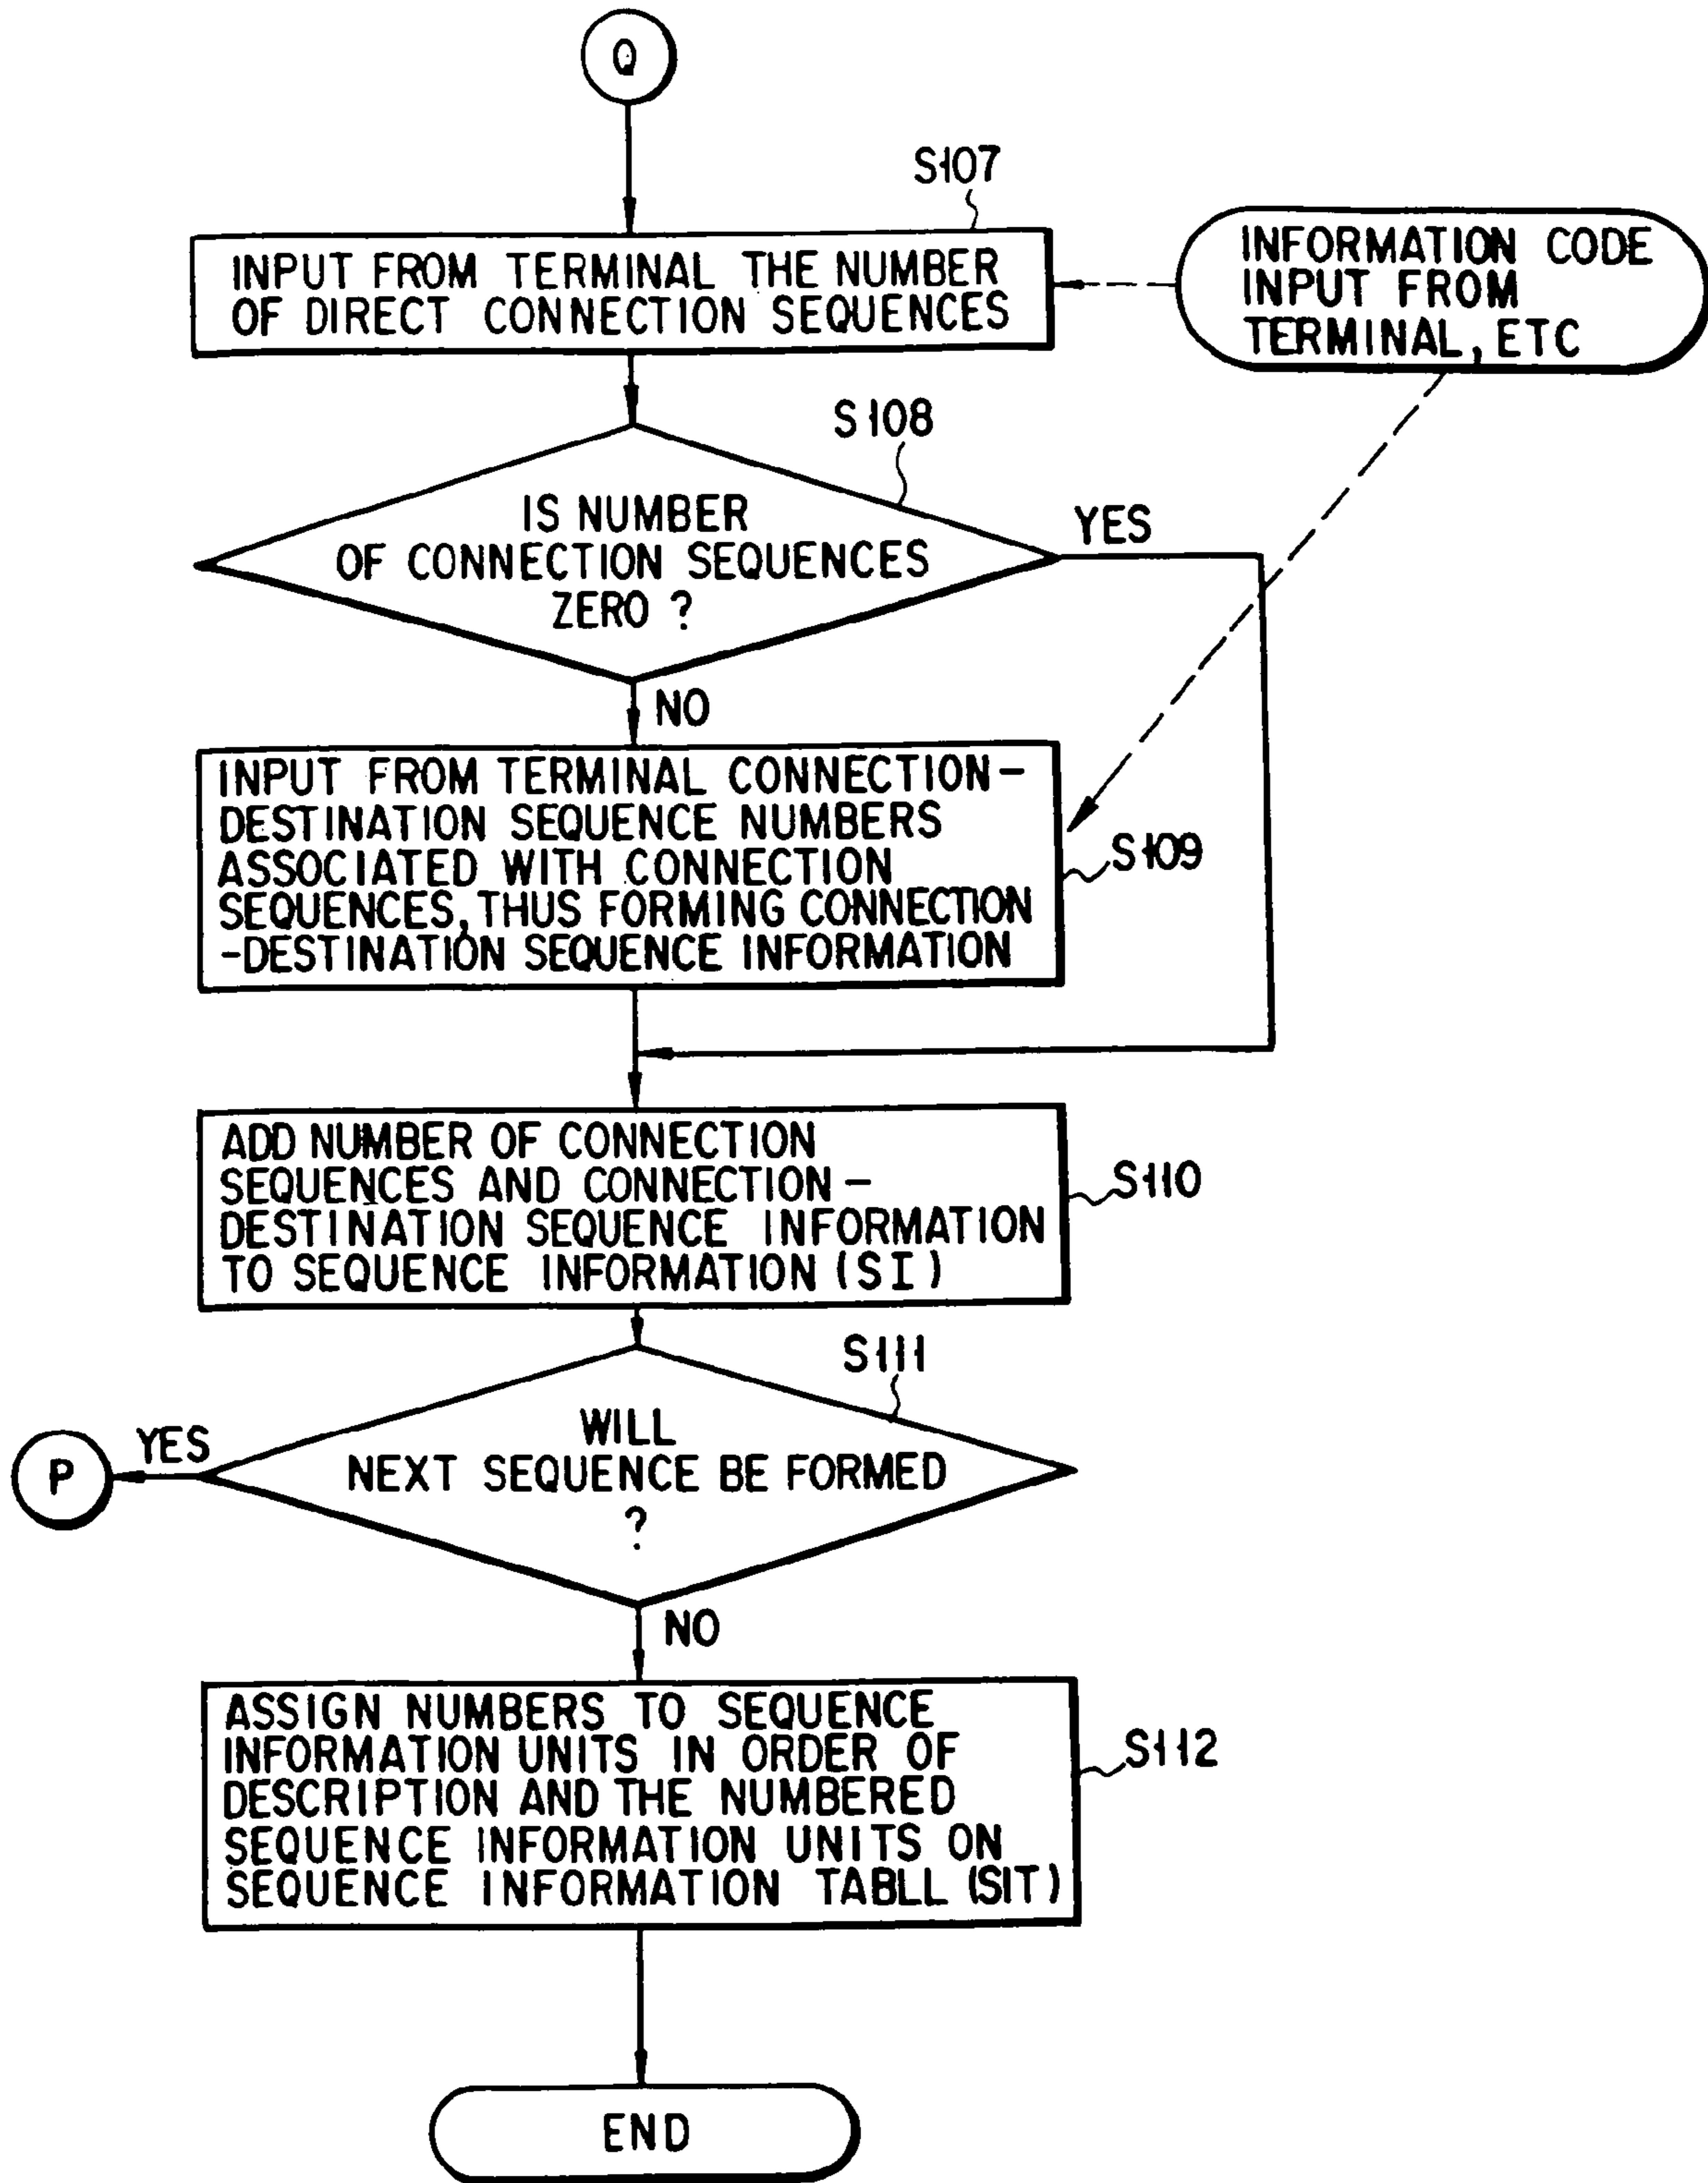 Q
S107
INPUT FROM TERMINAL THE NUMBER
OF DIRECT CONNECTION SEQUENCES
INFORMATION CODE
INPUT FROM
TERMINAL, ETC
S108
IS NUMBER
OF CONNECTION SEQUENCES
ZERO ?
YES
NO
INPUT FROM TERMINAL CONNECTION-
DESTINATION SEQUENCE NUMBERS
ASSOCIATED WITH CONNECTION
SEQUENCES, THUS FORMING CONNECTION
-DESTINATION SEQUENCE INFORMATION
S109
ADD NUMBER OF CONNECTION
SEQUENCES AND CONNECTION-
DESTINATION SEQUENCE INFORMATION
TO SEQUENCE INFORMATION (SI)
S110
S111
WILL
NEXT SEQUENCE BE FORMED
?
YES
P
NO
ASSIGN NUMBERS TO SEQUENCE
INFORMATION UNITS IN ORDER OF
DESCRIPTION AND THE NUMBERED
SEQUENCE INFORMATION UNITS ON
SEQUENCE INFORMATION TABLL (SIT)
S112
END